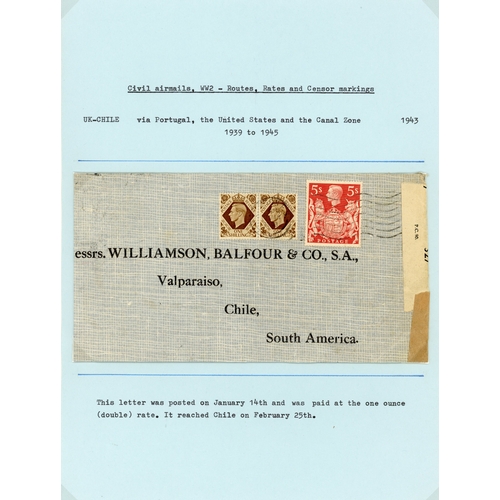 Civil airmails, WW2 - Routes, Rates and Censor markings
UK-CHILE via Portugal, the United States and the Canal Zone 1943
1939 to 1945
5s 5s
POSTAGE
P.C. 90
327
essrs. WILLIAMSON, BALFOUR & CO., S.A.,
Valparaiso,
Chile,
South America.
This letter was posted on January 14th and was paid at the one ounce
(double) rate. It reached Chile on February 25th.